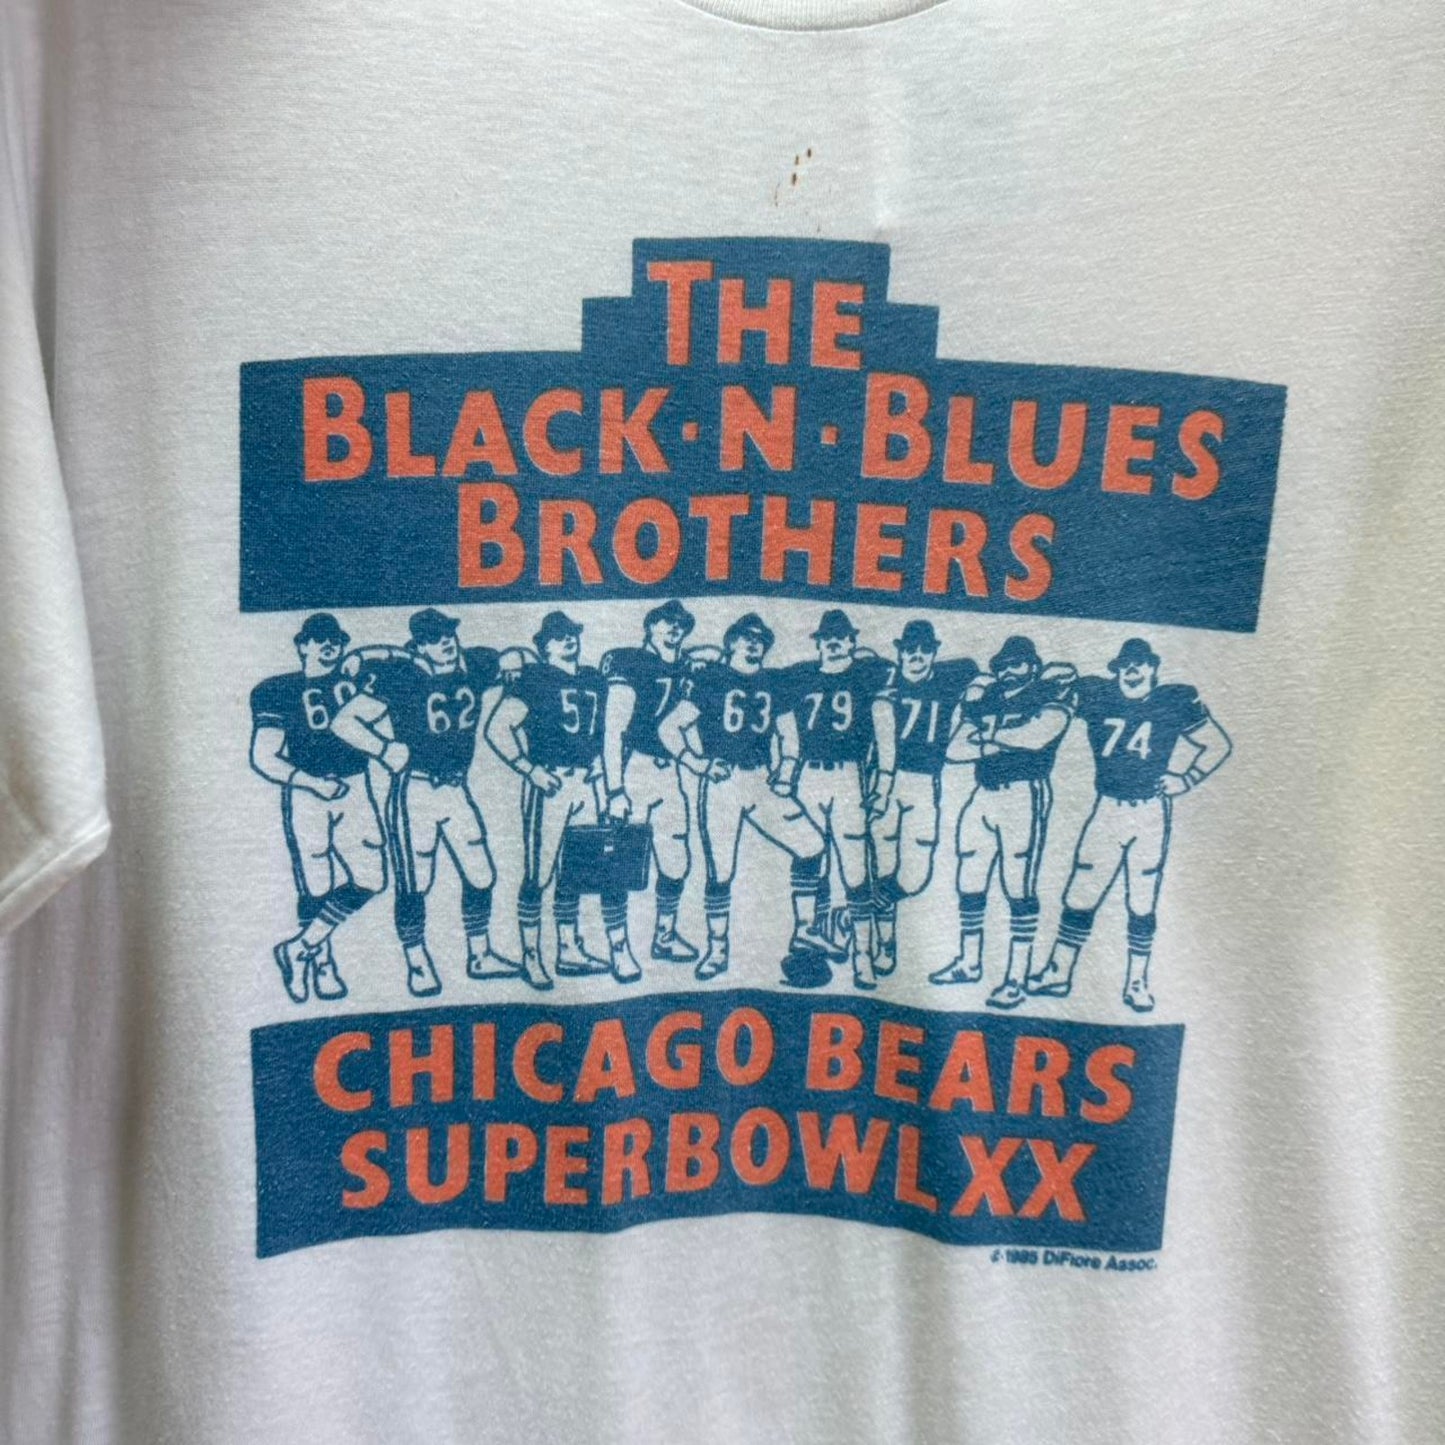 THE
BLACK·N·BLUES
BROTHERS
62 57 63 79 71 74
CHICAGO BEARS
SUPERBOWL XX
© 1985 DiFiore Assoc.